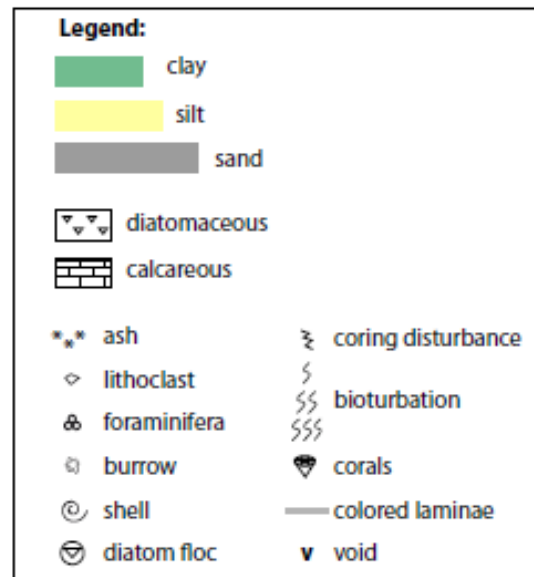 Legend:
clay
silt
sand
diatomaceous
calcareous
ash
lithoclast
foraminifera
burrow
shell
diatom floc
coring disturbance
bioturbation
corals
colored laminae
v void